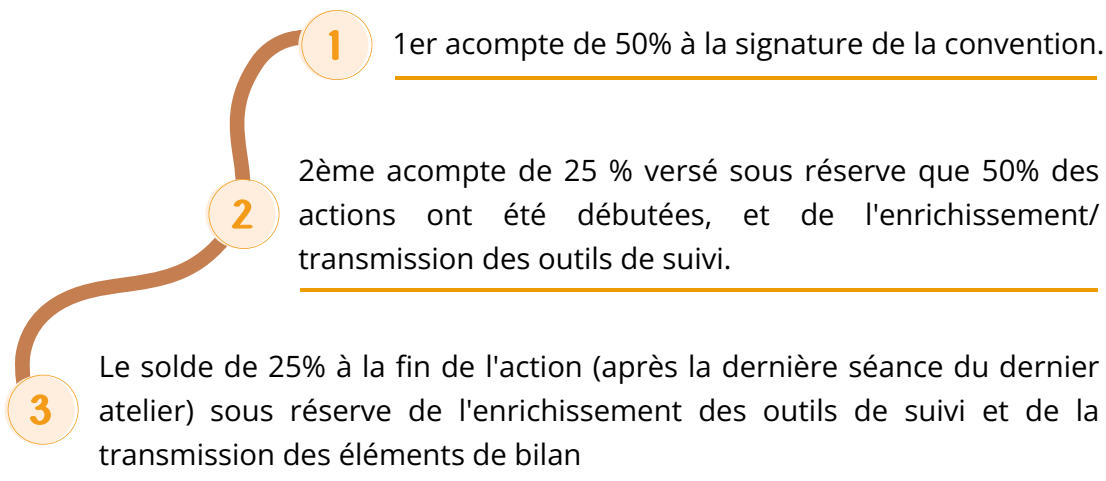 1
1er acompte de 50% à la signature de la convention.
2
2ème acompte de 25 % versé sous réserve que 50% des
actions ont été débutées, et de l'enrichissement/
transmission des outils de suivi.
3
Le solde de 25% à la fin de l'action (après la dernière séance du dernier
atelier) sous réserve de l'enrichissement des outils de suivi et de la
transmission des éléments de bilan